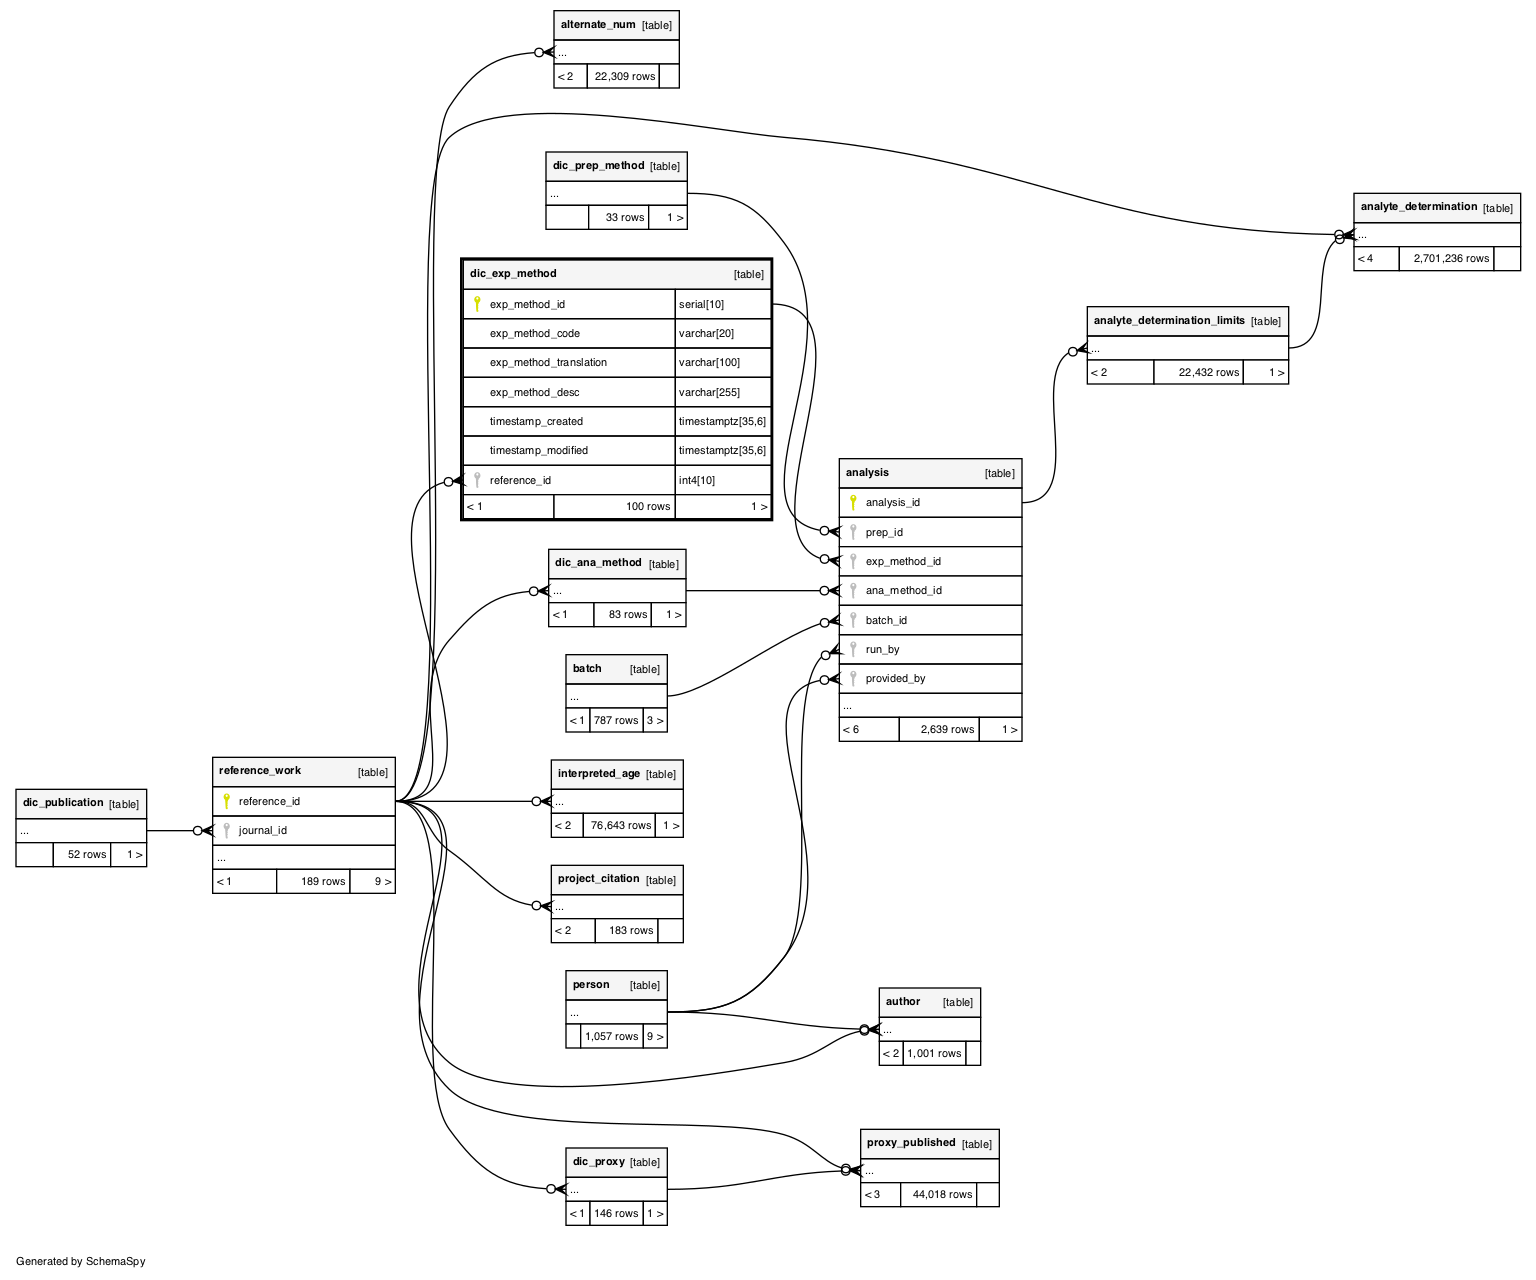 alternate_num [table]
...
< 2 22,309 rows
dic_prep_method [table]
...
33 rows 1 >
analyte_determination [table]
...
< 4 2,701,236 rows
dic_exp_method [table]
exp_method_id serial[10]
exp_method_code varchar[20]
exp_method_translation varchar[100]
exp_method_desc varchar[255]
timestamp_created timestamptz[35,6]
timestamp_modified timestamptz[35,6]
reference_id int4[10]
< 1 100 rows 1 >
analyte_determination_limits [table]
...
< 2 22,432 rows 1 >
analysis [table]
analysis_id
prep_id
exp_method_id
ana_method_id
batch_id
run_by
provided_by
...
< 6 2,639 rows 1 >
dic_ana_method [table]
...
< 1 83 rows 1 >
batch [table]
...
< 1 787 rows 3 >
reference_work [table]
reference_id
journal_id
...
< 1 189 rows 9 >
dic_publication [table]
...
52 rows 1 >
interpreted_age [table]
...
< 2 76,643 rows 1 >
project_citation [table]
...
< 2 183 rows
person [table]
...
1,057 rows 9 >
author [table]
...
< 2 1,001 rows
proxy_published [table]
...
< 3 44,018 rows
dic_proxy [table]
...
< 1 146 rows 1 >
Generated by SchemaSpy